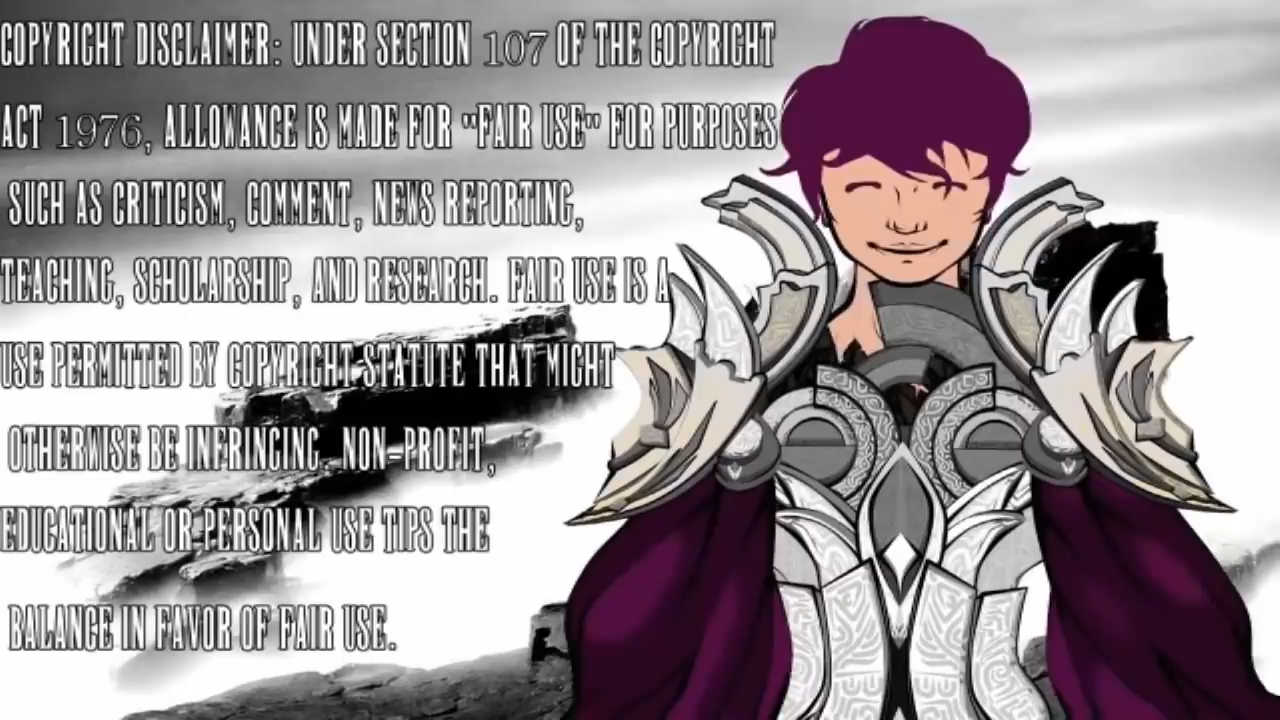 COPYRIGHT DISCLAIMER: UNDER SECTION 107 OF THE COPYRIGHT
ACT 1976, ALLOWANCE IS MADE FOR "FAIR USE" FOR PURPOSES
SUCH AS CRITICISM, COMMENT, NEWS REPORTING,
TEACHING, SCHOLARSHIP, AND RESEARCH. FAIR USE IS A
USE PERMITTED BY COPYRIGHT STATUTE THAT MIGHT
OTHERWISE BE INFRINGING. NON-PROFIT,
EDUCATIONAL OR PERSONAL USE TIPS THE
BALANCE IN FAVOR OF FAIR USE.